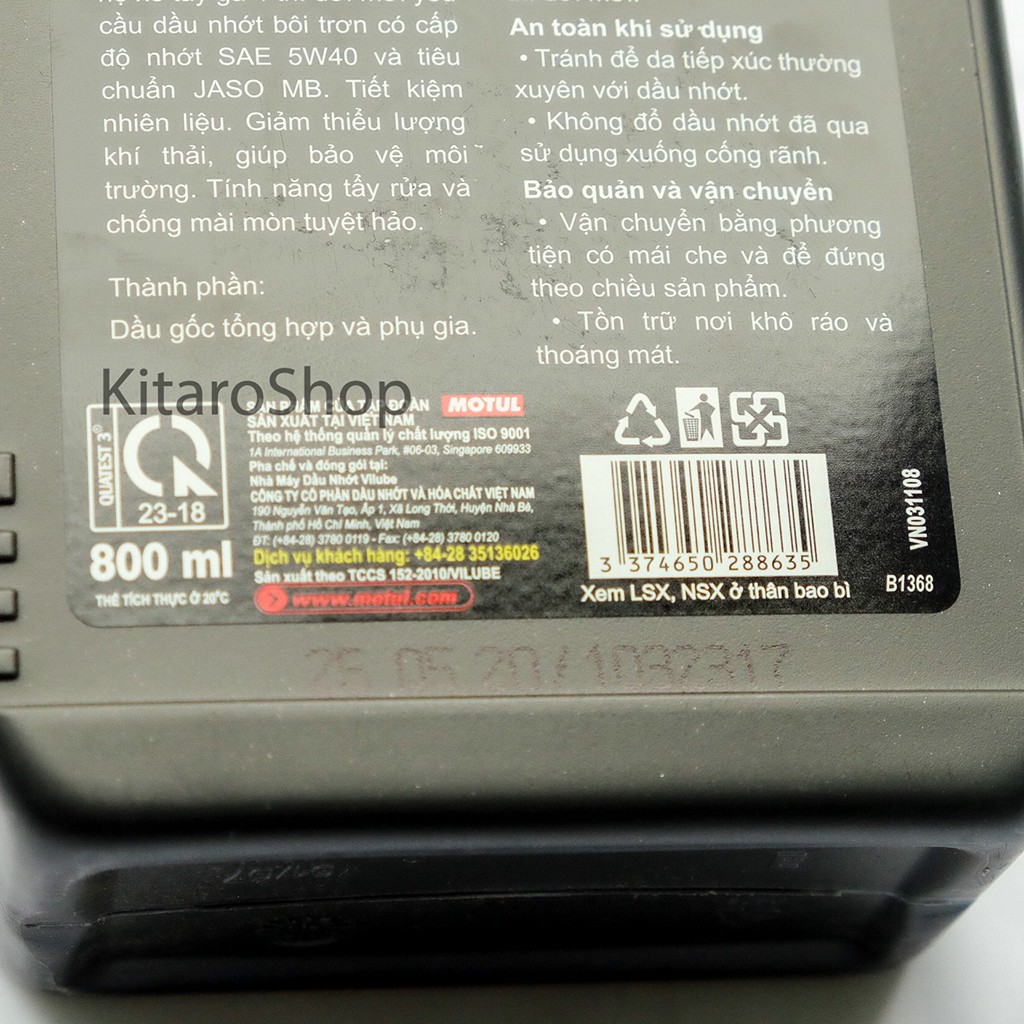 cầu dầu nhớt bôi trơn có cấp
độ nhớt SAE 5W40 và tiêu
chuẩn JASO MB. Tiết kiệm
nhiên liệu. Giảm thiểu lượng
khí thải, giúp bảo vệ môi
trường. Tính năng tẩy rửa và
chống mài mòn tuyệt hảo.
Thành phần:
Dầu gốc tổng hợp và phụ gia.
An toàn khi sử dụng
• Tránh để da tiếp xúc thường
xuyên với dầu nhớt.
• Không đổ dầu nhớt đã qua
sử dụng xuống cống rãnh.
Bảo quản và vận chuyển
• Vận chuyển bằng phương
tiện có mái che và để đứng
theo chiều sản phẩm.
• Tồn trữ nơi khô ráo và
thoáng mát.
KitaroShop
QUATEST 3®
23-18
800 ml
THỂ TÍCH THỰC Ở 20°C
SẢN PHẨM CỦA TẬP ĐOÀN MOTUL
SẢN XUẤT TẠI VIỆT NAM
Theo hệ thống quản lý chất lượng ISO 9001
1A International Business Park, #06-03, Singapore 609933
Pha chế và đóng gói tại:
Nhà Máy Dầu Nhớt Vilube
CÔNG TY CỔ PHẦN DẦU NHỚT VÀ HÓA CHẤT VIỆT NAM
190 Nguyễn Văn Tạo, Ấp 1, Xã Long Thới, Huyện Nhà Bè,
Thành phố Hồ Chí Minh, Việt Nam
ĐT: (+84-28) 3780 0119 - Fax: (+84-28) 3780 0120
Dịch vụ khách hàng: +84-28 35136026
Sản xuất theo TCCS 152-2010/VILUBE
www.motul.com
3 374650 288635
Xem LSX, NSX ở thân bao bì
B1368
VN031108
25 05 20/1032317